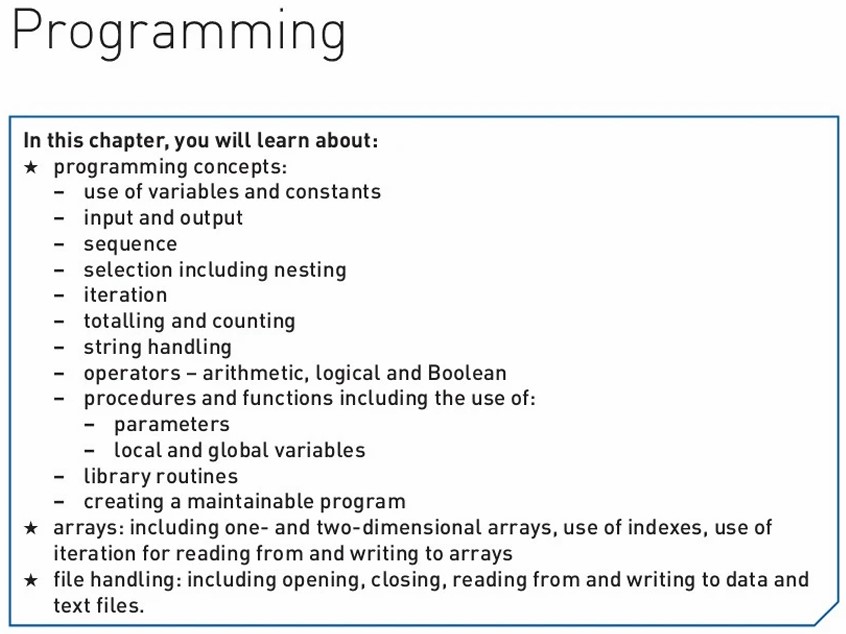 Programming
In this chapter, you will learn about:
★ programming concepts:
– use of variables and constants
– input and output
– sequence
– selection including nesting
– iteration
– totalling and counting
– string handling
– operators – arithmetic, logical and Boolean
– procedures and functions including the use of:
– parameters
– local and global variables
– library routines
– creating a maintainable program
★ arrays: including one- and two-dimensional arrays, use of indexes, use of
iteration for reading from and writing to arrays
★ file handling: including opening, closing, reading from and writing to data and
text files.